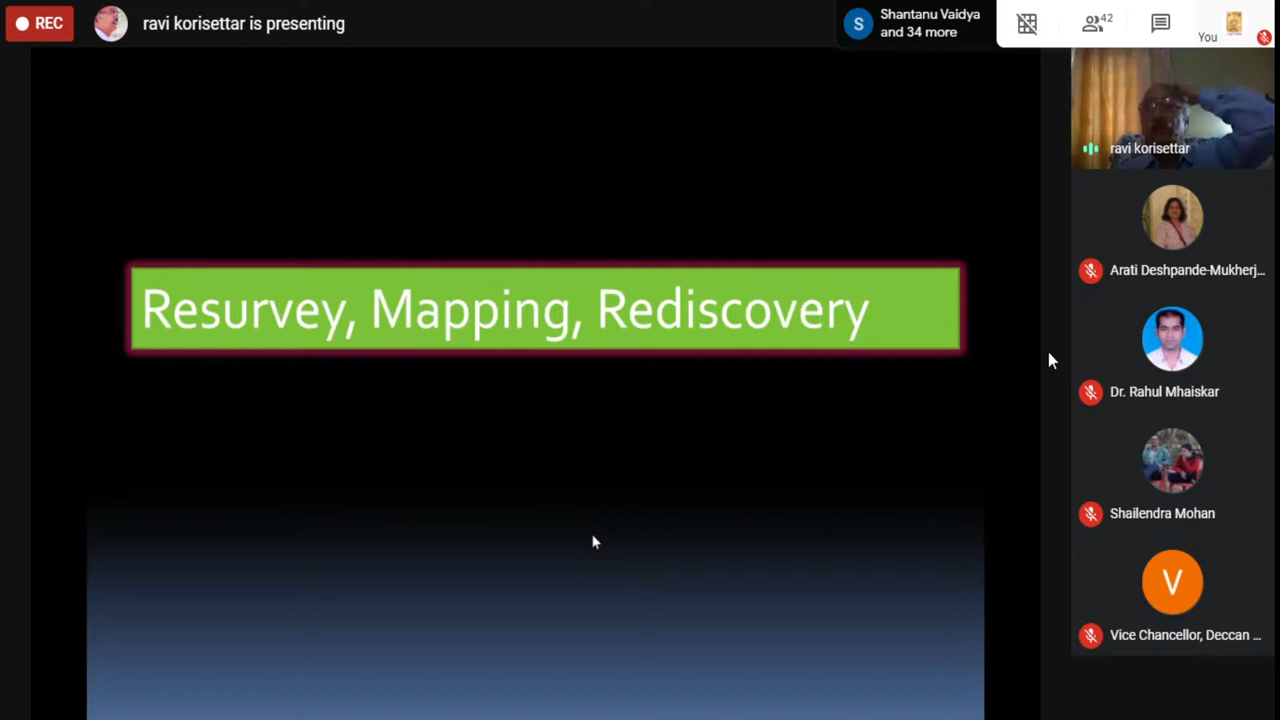 REC
ravi korisettar is presenting
S
Shantanu Vaidya
and 34 more
42
You
ravi korisettar
Resurvey, Mapping, Rediscovery
Arati Deshpande-Mukherj...
Dr. Rahul Mhaiskar
Shailendra Mohan
V
Vice Chancellor, Deccan ...